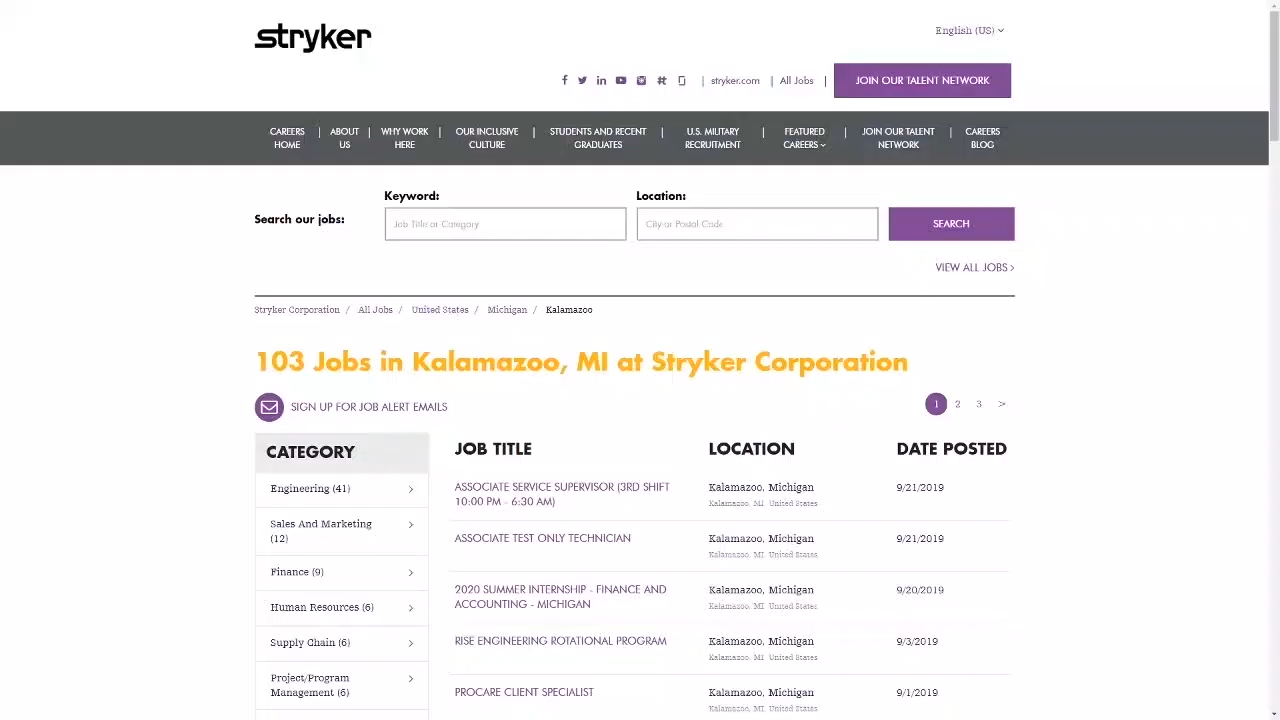 stryker
English (US)
| stryker.com | All Jobs | JOIN OUR TALENT NETWORK
CAREERS HOME | ABOUT US | WHY WORK HERE | OUR INCLUSIVE CULTURE | STUDENTS AND RECENT GRADUATES | U.S. MILITARY RECRUITMENT | FEATURED CAREERS | JOIN OUR TALENT NETWORK | CAREERS BLOG
Search our jobs:
Keyword:
Job Title or Category
Location:
City or Postal Code
SEARCH
VIEW ALL JOBS >
Stryker Corporation / All Jobs / United States / Michigan / Kalamazoo
103 Jobs in Kalamazoo, MI at Stryker Corporation
SIGN UP FOR JOB ALERT EMAILS
1 2 3 >
CATEGORY
Engineering (41)
Sales And Marketing
(12)
Finance (9)
Human Resources (6)
Supply Chain (6)
Project/Program
Management (6)
JOB TITLE LOCATION DATE POSTED
ASSOCIATE SERVICE SUPERVISOR (3RD SHIFT
10:00 PM - 6:30 AM)
Kalamazoo, Michigan
Kalamazoo, MI United States
9/21/2019
ASSOCIATE TEST ONLY TECHNICIAN
Kalamazoo, Michigan
Kalamazoo, MI United States
9/21/2019
2020 SUMMER INTERNSHIP - FINANCE AND
ACCOUNTING - MICHIGAN
Kalamazoo, Michigan
Kalamazoo, MI United States
9/20/2019
RISE ENGINEERING ROTATIONAL PROGRAM
Kalamazoo, Michigan
Kalamazoo, MI United States
9/3/2019
PROCARE CLIENT SPECIALIST
Kalamazoo, Michigan
Kalamazoo, MI United States
9/1/2019